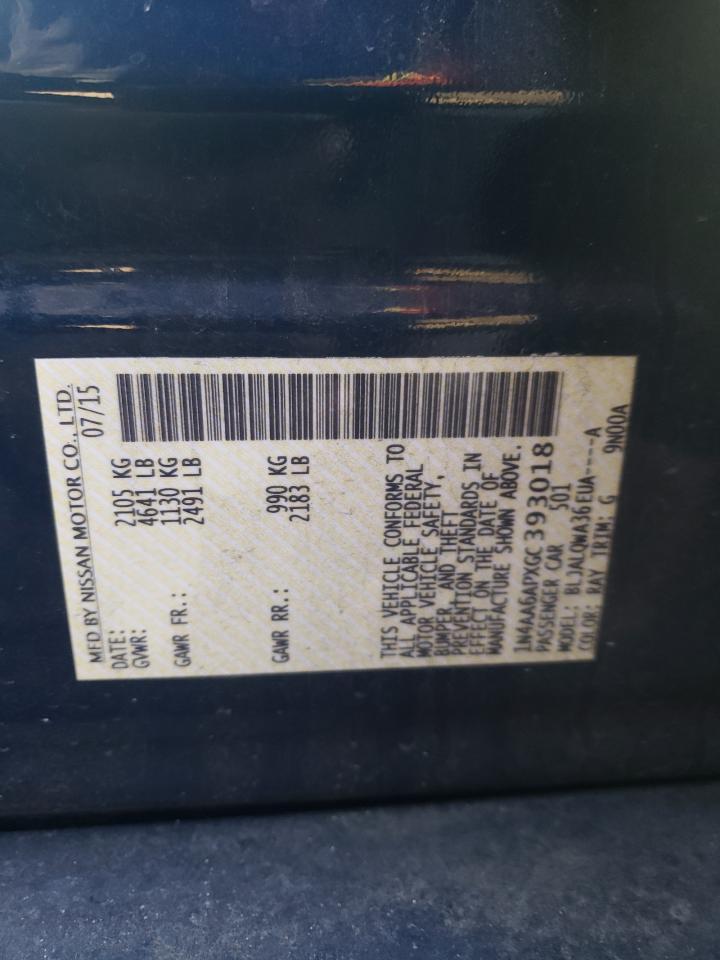 MFD BY NISSAN MOTOR CO., LTD.
DATE: 07/15
GVWR: 2105 KG
4641 LB
GAWR FR.: 1130 KG
2491 LB
GAWR RR.: 990 KG
2183 LB
THIS VEHICLE CONFORMS TO
ALL APPLICABLE FEDERAL
MOTOR VEHICLE SAFETY,
BUMPER, AND THEFT
PREVENTION STANDARDS IN
EFFECT ON THE DATE OF
MANUFACTURE SHOWN ABOVE.
1N4AA6APXGC393018
PASSENGER CAR 501
MODEL: BLJALQWA36EUA----A
COLOR: RAY TRIM: G 9N00A